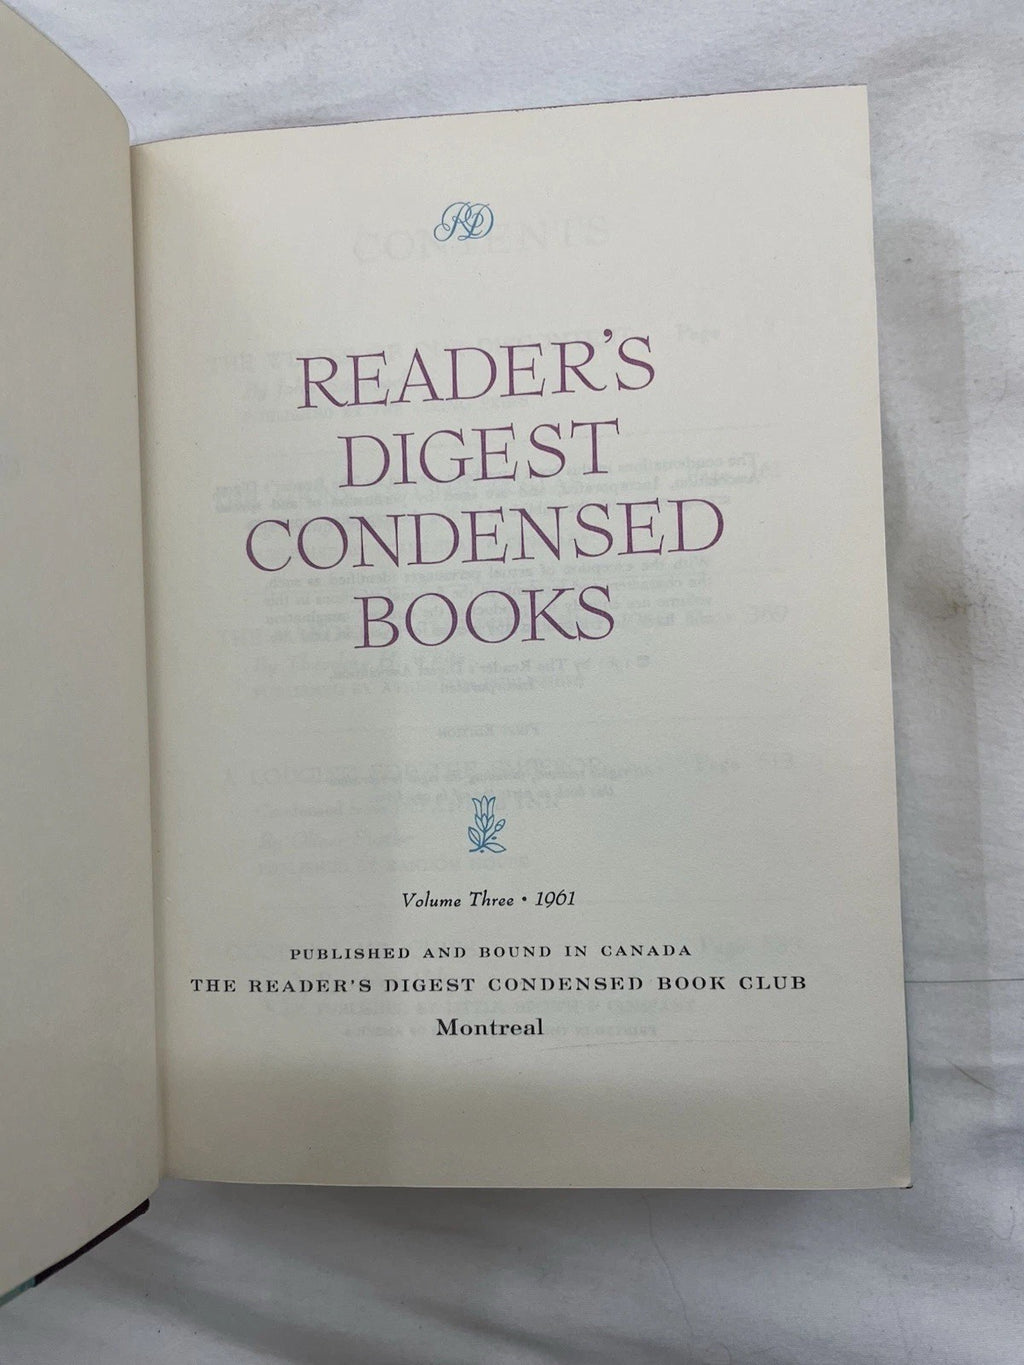 RD
READER'S
DIGEST
CONDENSED
BOOKS
Volume Three • 1961
PUBLISHED AND BOUND IN CANADA
THE READER'S DIGEST CONDENSED BOOK CLUB
Montreal